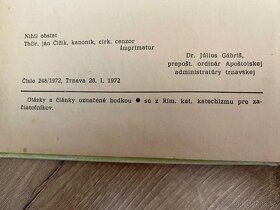 Nihil obstat
ThDr. Ján Čížik, kanonik, cirk. cenzor
Imprimatur
Dr. Július Gábriš,
prepošt. ordinár Apoštolskej
administratúry trnavskej
Číslo 248/1972, Trnava 26. I. 1972
Otázky a články označené bodkou ● sú z Rím. kat. katechizmu pre za-
čiatočníkov.